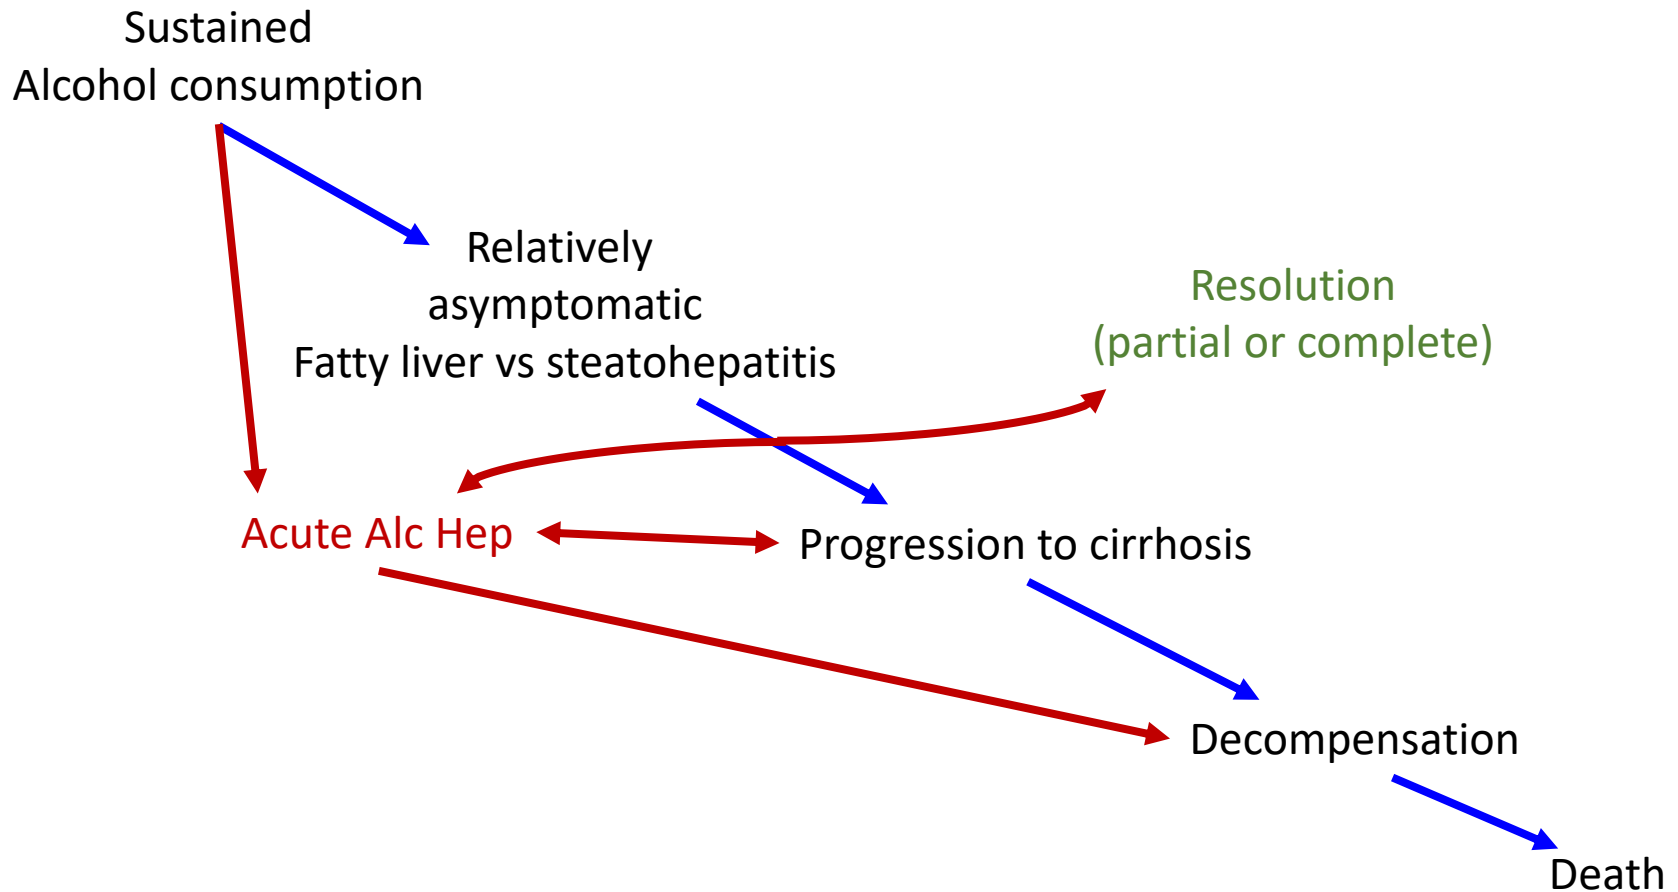 Sustained
Alcohol consumption
Relatively
asymptomatic
Fatty liver vs steatohepatitis
Resolution
(partial or complete)
Acute Alc Hep
Progression to cirrhosis
Decompensation
Death